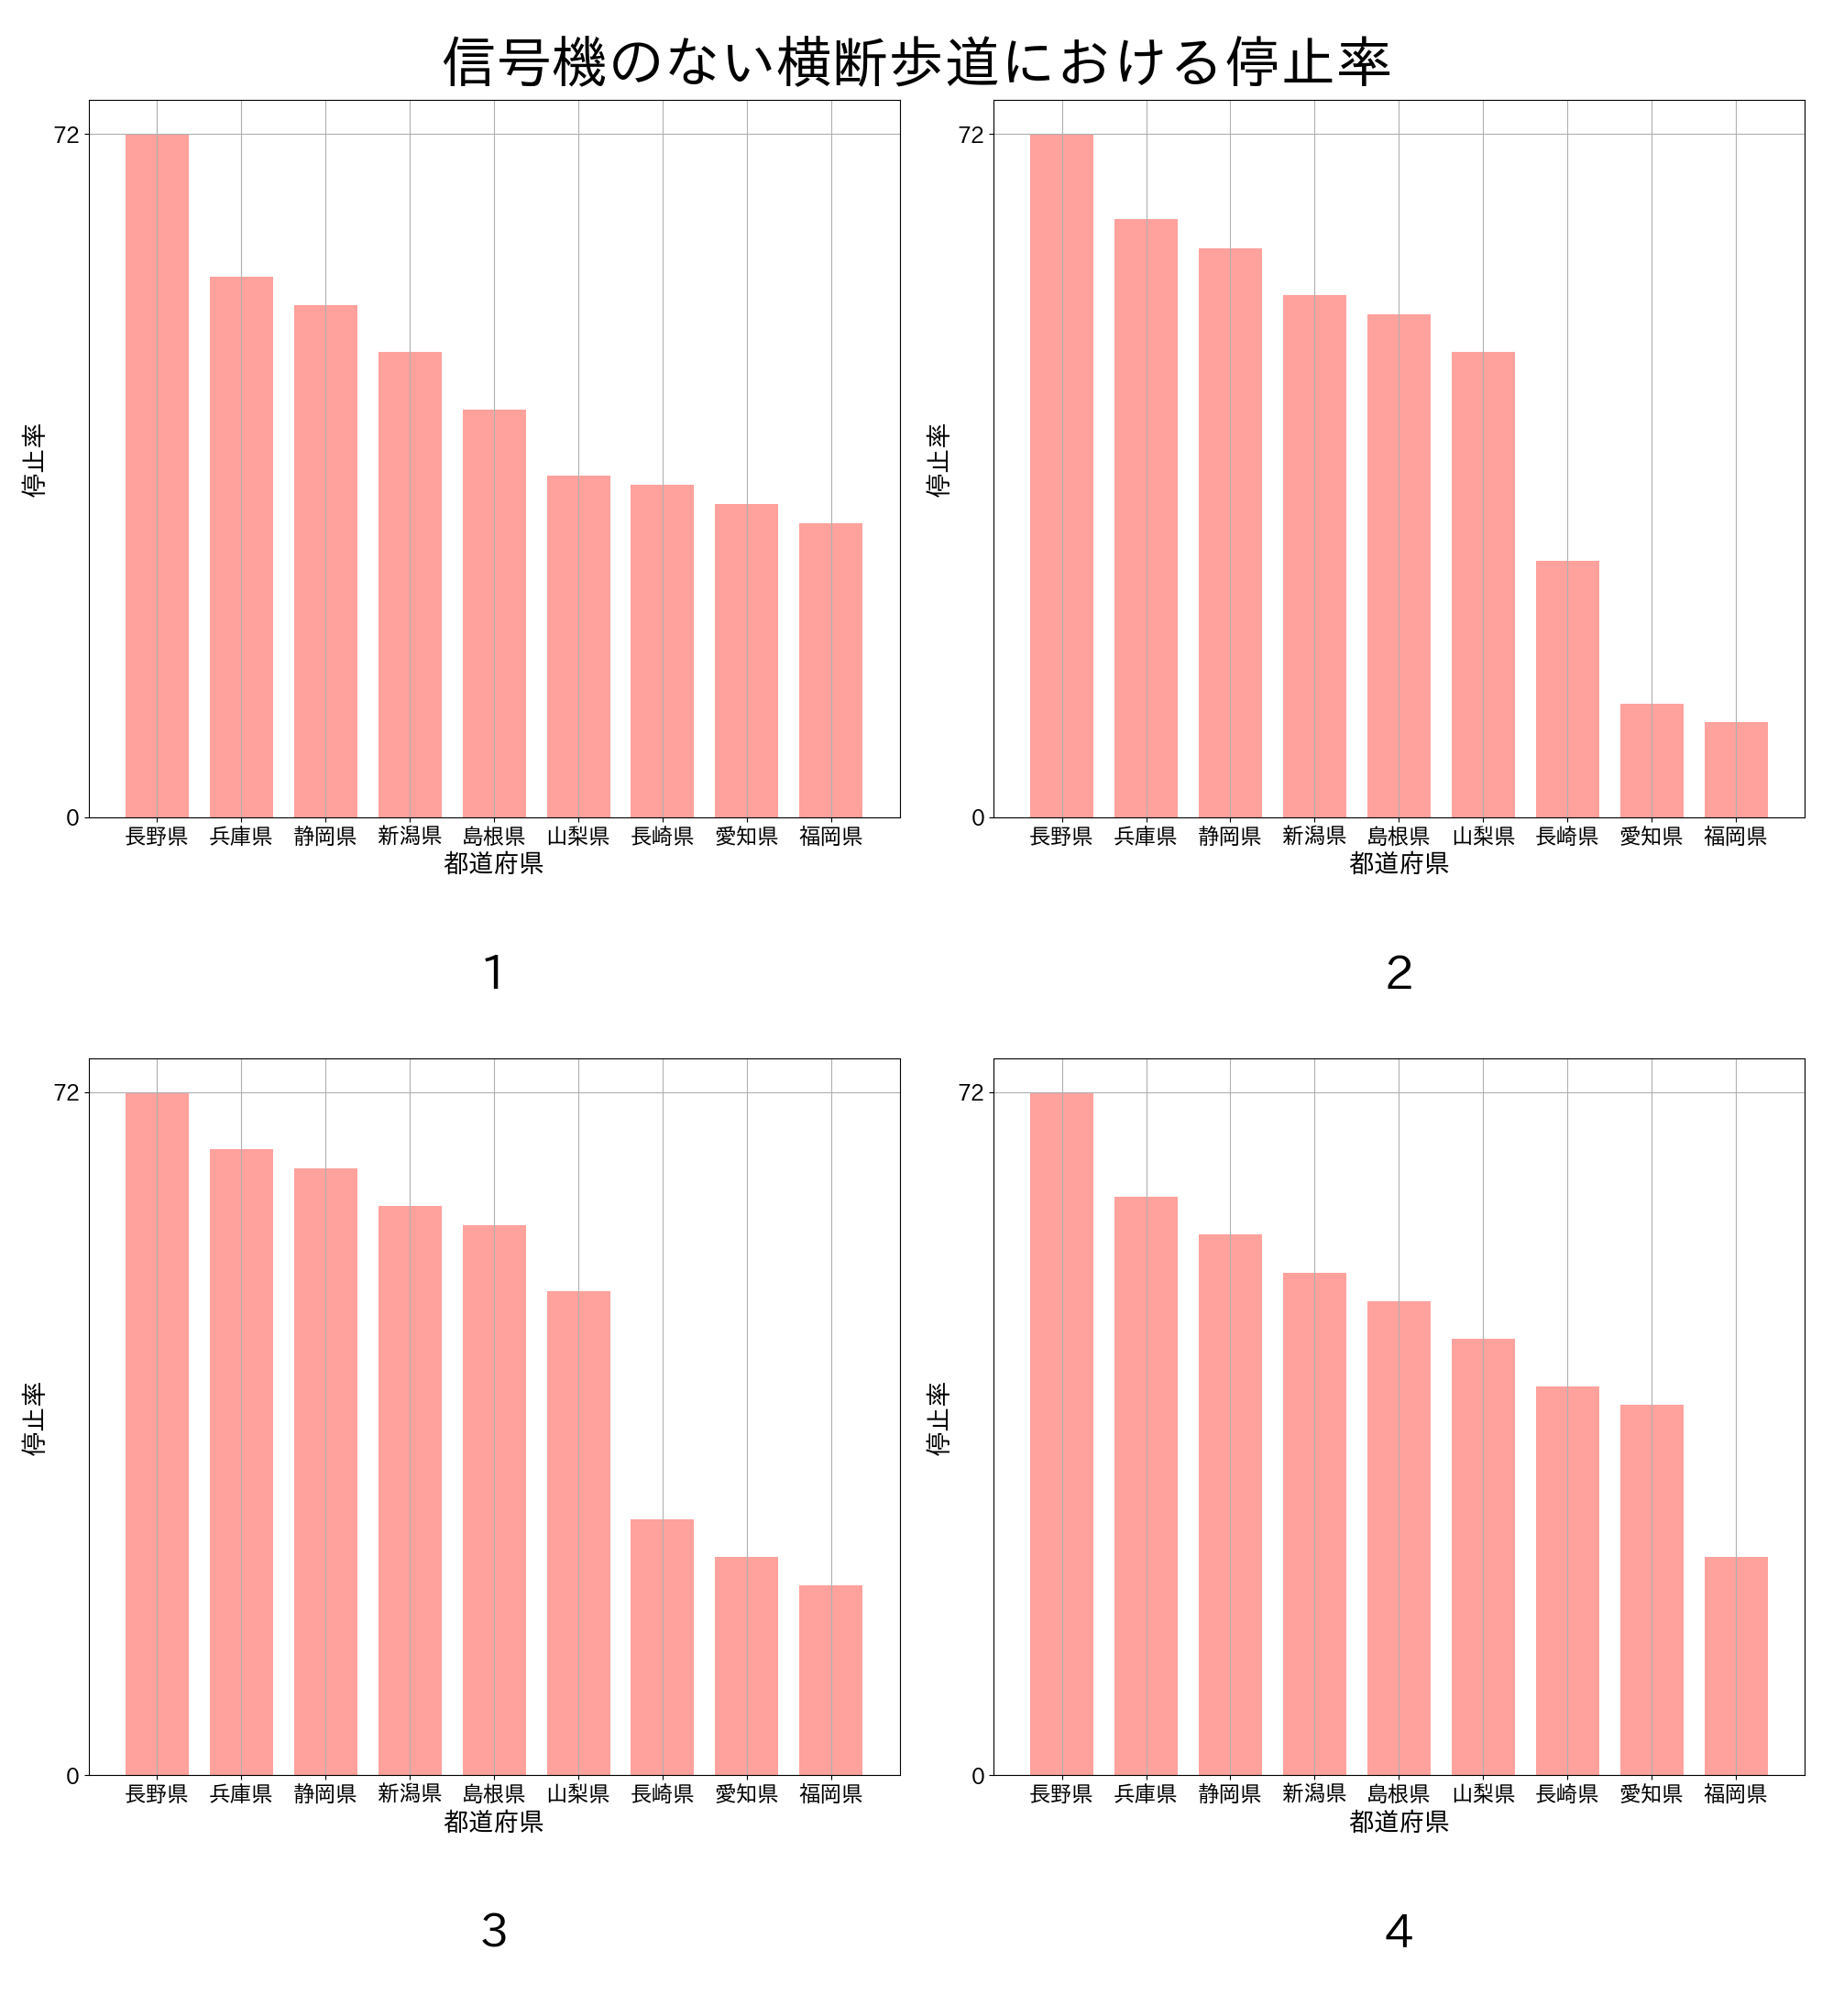 信号機のない横断歩道における停止率
72
0
停止率
長野県 兵庫県 静岡県 新潟県 島根県 山梨県 長崎県 愛知県 福岡県
都道府県
1
72
0
停止率
長野県 兵庫県 静岡県 新潟県 島根県 山梨県 長崎県 愛知県 福岡県
都道府県
2
72
0
停止率
長野県 兵庫県 静岡県 新潟県 島根県 山梨県 長崎県 愛知県 福岡県
都道府県
3
72
0
停止率
長野県 兵庫県 静岡県 新潟県 島根県 山梨県 長崎県 愛知県 福岡県
都道府県
4